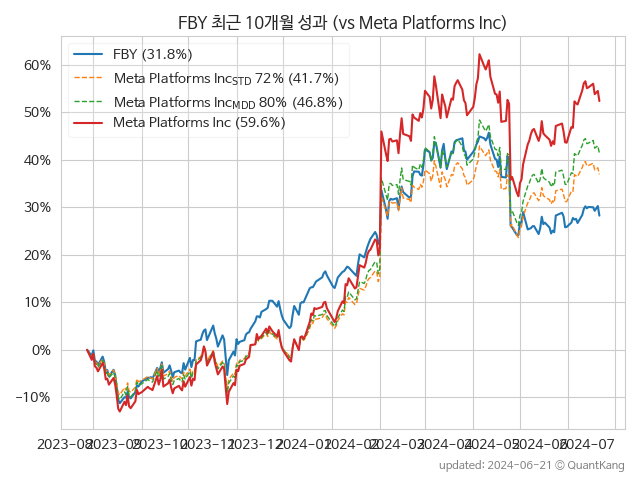 FBY 최근 10개월 성과 (vs Meta Platforms Inc)
FBY (31.8%)
Meta Platforms Inc_STD 72% (41.7%)
Meta Platforms Inc_MDD 80% (46.8%)
Meta Platforms Inc (59.6%)
60%
50%
40%
30%
20%
10%
0%
−10%
2023-08 2023-09 2023-10 2023-11 2023-12 2024-01 2024-02 2024-03 2024-04 2024-05 2024-06 2024-07
updated: 2024-06-21 © QuantKang